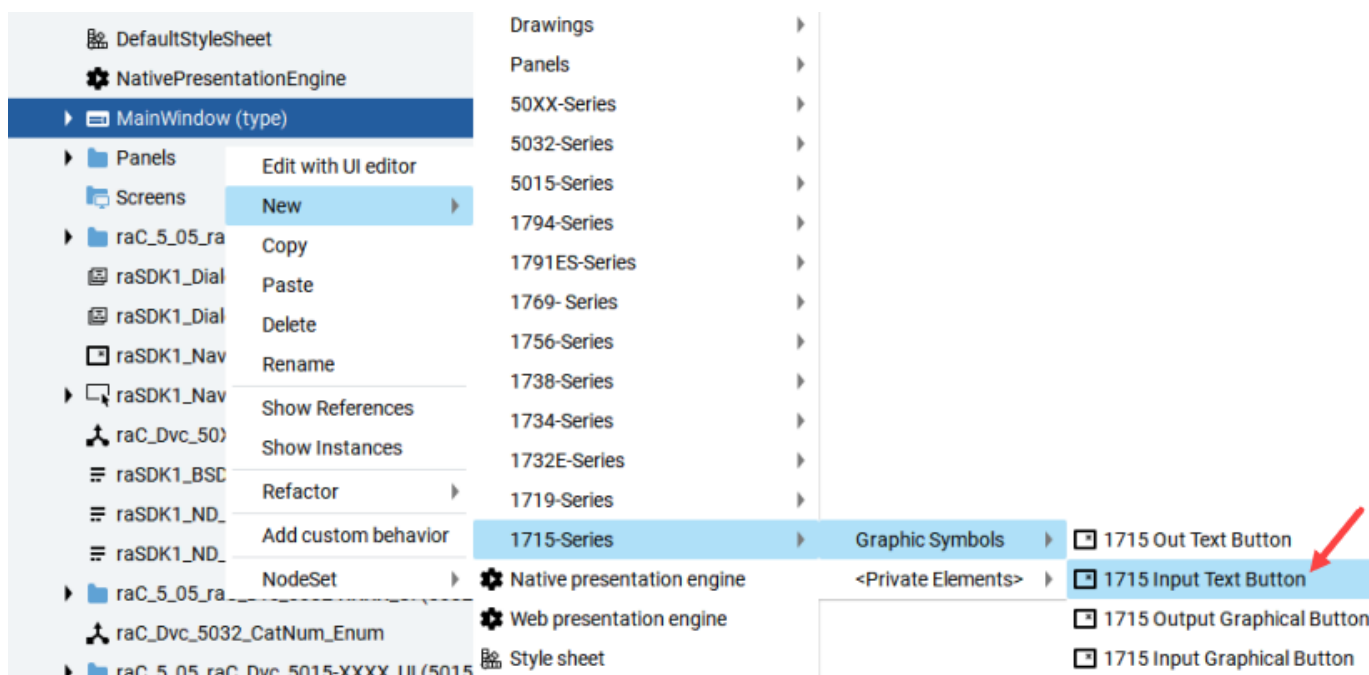 DefaultStyleSheet
NativePresentationEngine
MainWindow (type)
Panels
Screens
raC_5_05_ra
raSDK1_Dial
raSDK1_Dial
raSDK1_Nav
raSDK1_Nav
raC_Dvc_50X
raSDK1_BSD
raSDK1_ND_
raSDK1_ND_
raC_5_05_ra
raC_Dvc_5032_CatNum_Enum
raC_5_05_raC_Dvc_5015-XXXX_UI (5015
Edit with UI editor
New
Copy
Paste
Delete
Rename
Show References
Show Instances
Refactor
Add custom behavior
NodeSet
Drawings
Panels
50XX-Series
5032-Series
5015-Series
1794-Series
1791ES-Series
1769- Series
1756-Series
1738-Series
1734-Series
1732E-Series
1719-Series
1715-Series
Native presentation engine
Web presentation engine
Style sheet
Graphic Symbols
<Private Elements>
1715 Out Text Button
1715 Input Text Button
1715 Output Graphical Button
1715 Input Graphical Button